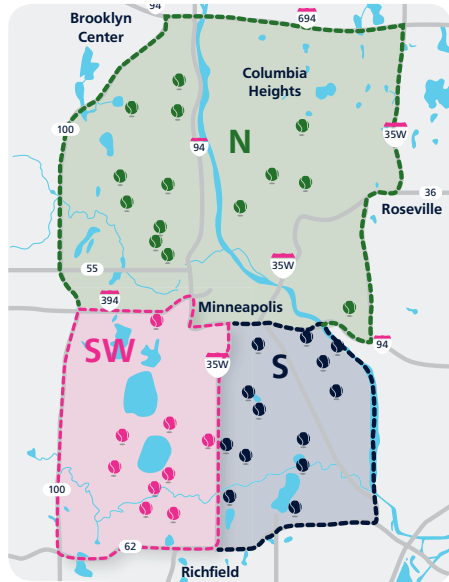 94
694
Brooklyn
Center
Columbia
Heights
100
N
35W
94
36
Roseville
55
35W
394
Minneapolis
SW
S
35W
94
100
62
Richfield